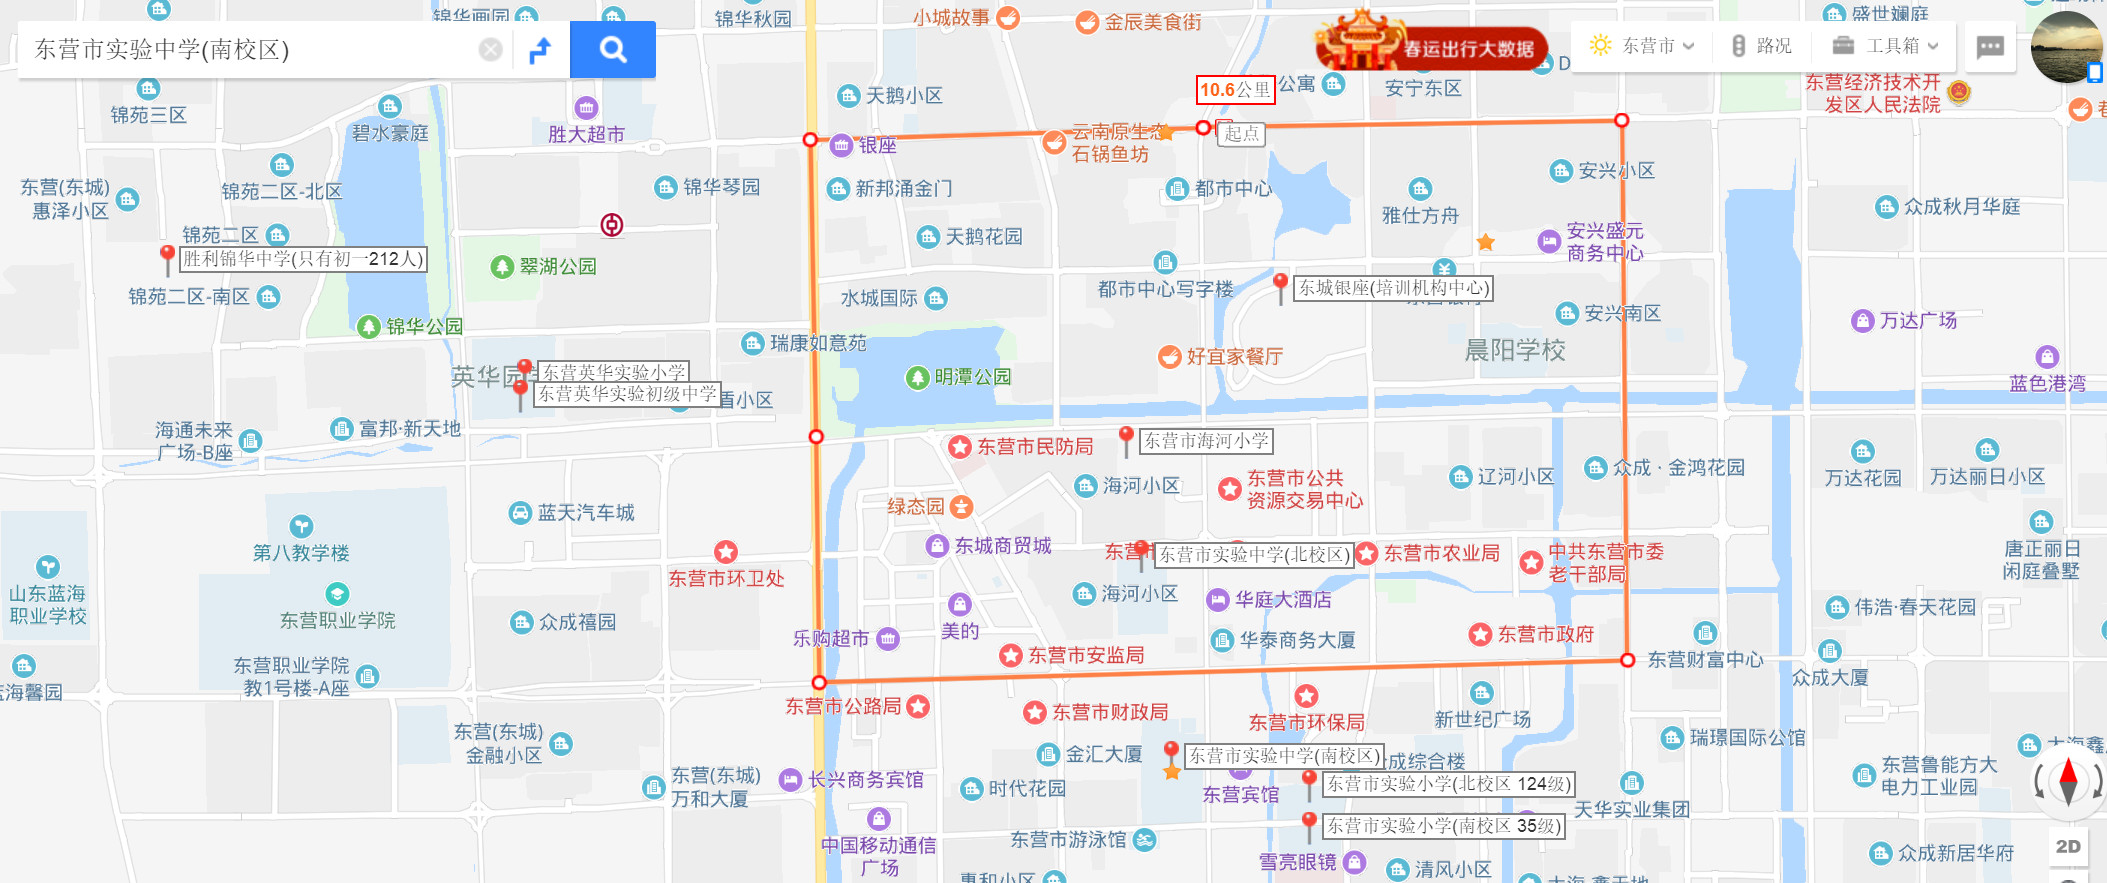 锦华画园
锦华秋园
小城故事
金辰美食街
盛世斓庭
东营市实验中学(南校区)
春运出行大数据
东营市
路况
工具箱
锦苑三区
碧水豪庭
胜大超市
天鹅小区
10.6公里
公寓
安宁东区
D
东营经济技术开
发区人民法院
起点
银座
云南原生态
石锅鱼坊
东营(东城)
惠泽小区
锦苑二区-北区
锦华琴园
新邦涌金门
都市中心
雅仕方舟
安兴小区
众成秋月华庭
锦苑二区
胜利锦华中学(只有初一212人)
翠湖公园
天鹅花园
安兴盛元
商务中心
锦苑二区-南区
水城国际
都市中心写字楼
东城银座(培训机构中心)
安兴南区
万达广场
锦华公园
瑞康如意苑
好宜家餐厅
晨阳学校
蓝色港湾
英华园
东营英华实验小学
东营英华实验初级中学
盾小区
明潭公园
海通未来
广场-B座
富邦·新天地
东营市民防局
东营市海河小学
海河小区
东营市公共
资源交易中心
辽河小区
众成·金鸿花园
万达花园
万达丽日小区
绿态园
蓝天汽车城
第八教学楼
东城商贸城
东营市实验中学(北校区)
东营市农业局
中共东营市委
老干部局
唐正丽日
闲庭叠墅
山东蓝海
职业学校
东营职业学院
东营市环卫处
众成禧园
海河小区
华庭大酒店
伟浩·春天花园
乐购超市
美的
华泰商务大厦
东营市政府
东营市安监局
东营财富中心
众成大厦
蓝海馨园
东营职业学院
教1号楼-A座
东营市公路局
东营市财政局
东营市环保局
新世纪广场
瑞璟国际公馆
东营(东城)
金融小区
金汇大厦
东营市实验中学(南校区)
成综合楼
东营(东城)
万和大厦
长兴商务宾馆
时代花园
东营宾馆
东营市实验小学(北校区 124级)
天华实业集团
东营鲁能方大
电力工业园
东营市实验小学(南校区 35级)
中国移动通信
广场
东营市游泳馆
雪亮眼镜
清风小区
众成新居华府
惠和小区
2D